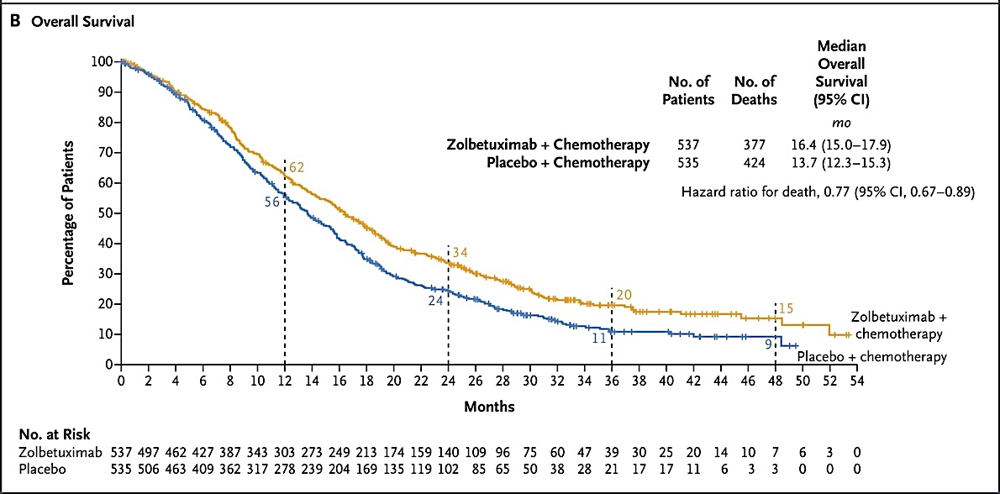 B Overall Survival
Median
Overall
Survival
(95% CI)
No. of
Patients
No. of
Deaths
mo
Zolbetuximab + Chemotherapy 537 377 16.4 (15.0–17.9)
Placebo + Chemotherapy 535 424 13.7 (12.3–15.3)
Hazard ratio for death, 0.77 (95% CI, 0.67–0.89)
Percentage of Patients
100
90
80
70
60
50
40
30
20
10
0
62
56
34
24
20
11
15
9
Zolbetuximab +
chemotherapy
Placebo + chemotherapy
0 2 4 6 8 10 12 14 16 18 20 22 24 26 28 30 32 34 36 38 40 42 44 46 48 50 52 54
Months
No. at Risk
Zolbetuximab 537 497 462 427 387 343 303 273 249 213 174 159 140 109 96 75 60 47 39 30 25 20 14 10 7 6 3 0
Placebo 535 506 463 409 362 317 278 239 204 169 135 119 102 85 65 50 38 28 21 17 17 11 6 3 3 0 0 0